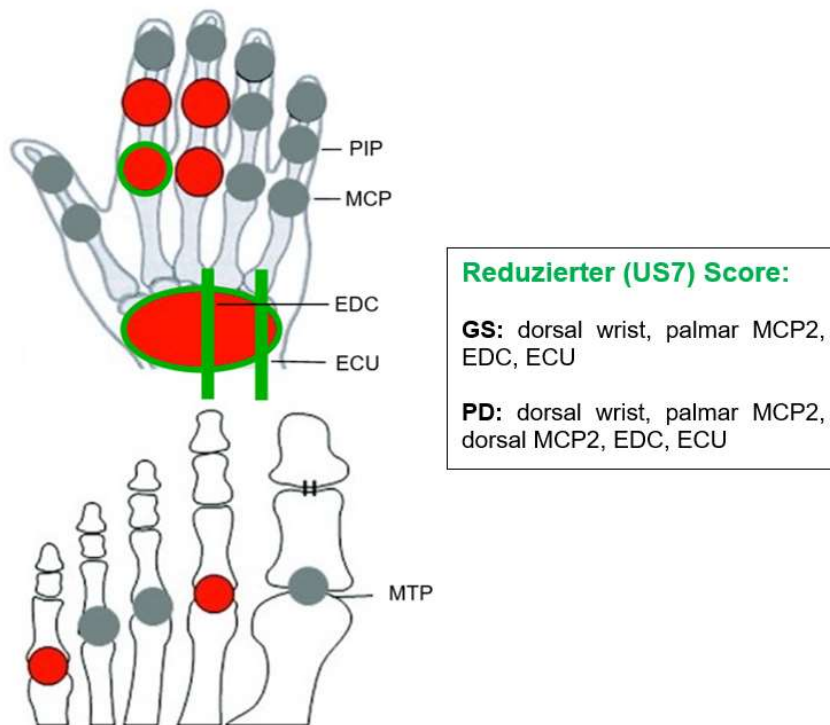 PIP
MCP
EDC
ECU
Reduzierter (US7) Score:
GS: dorsal wrist, palmar MCP2,
EDC, ECU
PD: dorsal wrist, palmar MCP2,
dorsal MCP2, EDC, ECU
MTP